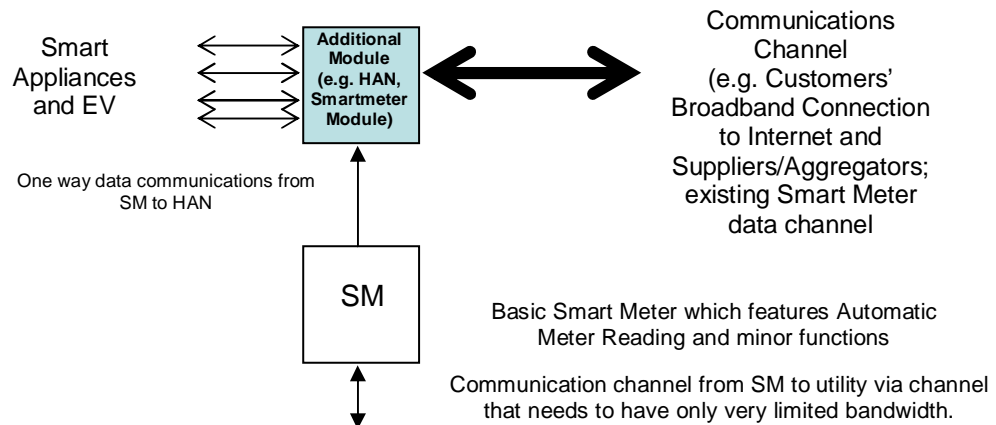 Smart
Appliances
and EV
Additional
Module
(e.g. HAN,
Smartmeter
Module)
Communications
Channel
(e.g. Customers'
Broadband Connection
to Internet and
Suppliers/Aggregators;
existing Smart Meter
data channel
One way data communications from
SM to HAN
SM
Basic Smart Meter which features Automatic
Meter Reading and minor functions
Communication channel from SM to utility via channel
that needs to have only very limited bandwidth.